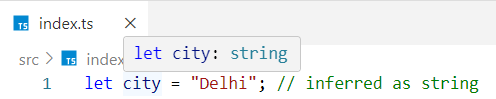 TS index.ts
let city: string
src > TS index
1 let city = "Delhi"; // inferred as string